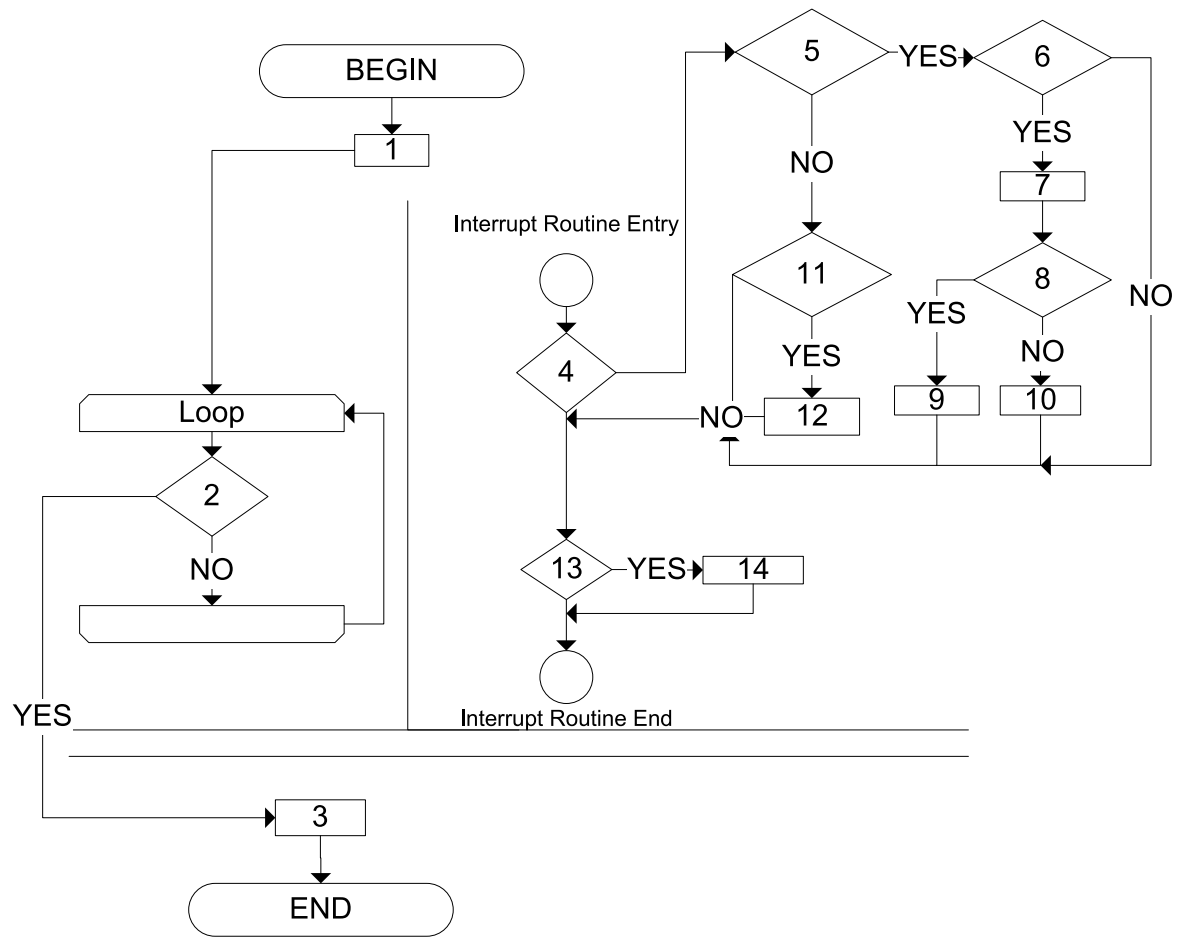 BEGIN
1
Loop
2
NO
YES
3
END
Interrupt Routine Entry
4
5
YES
6
NO
YES
7
11
8
NO
YES
YES
NO
NO
12
9
10
13
YES
14
Interrupt Routine End